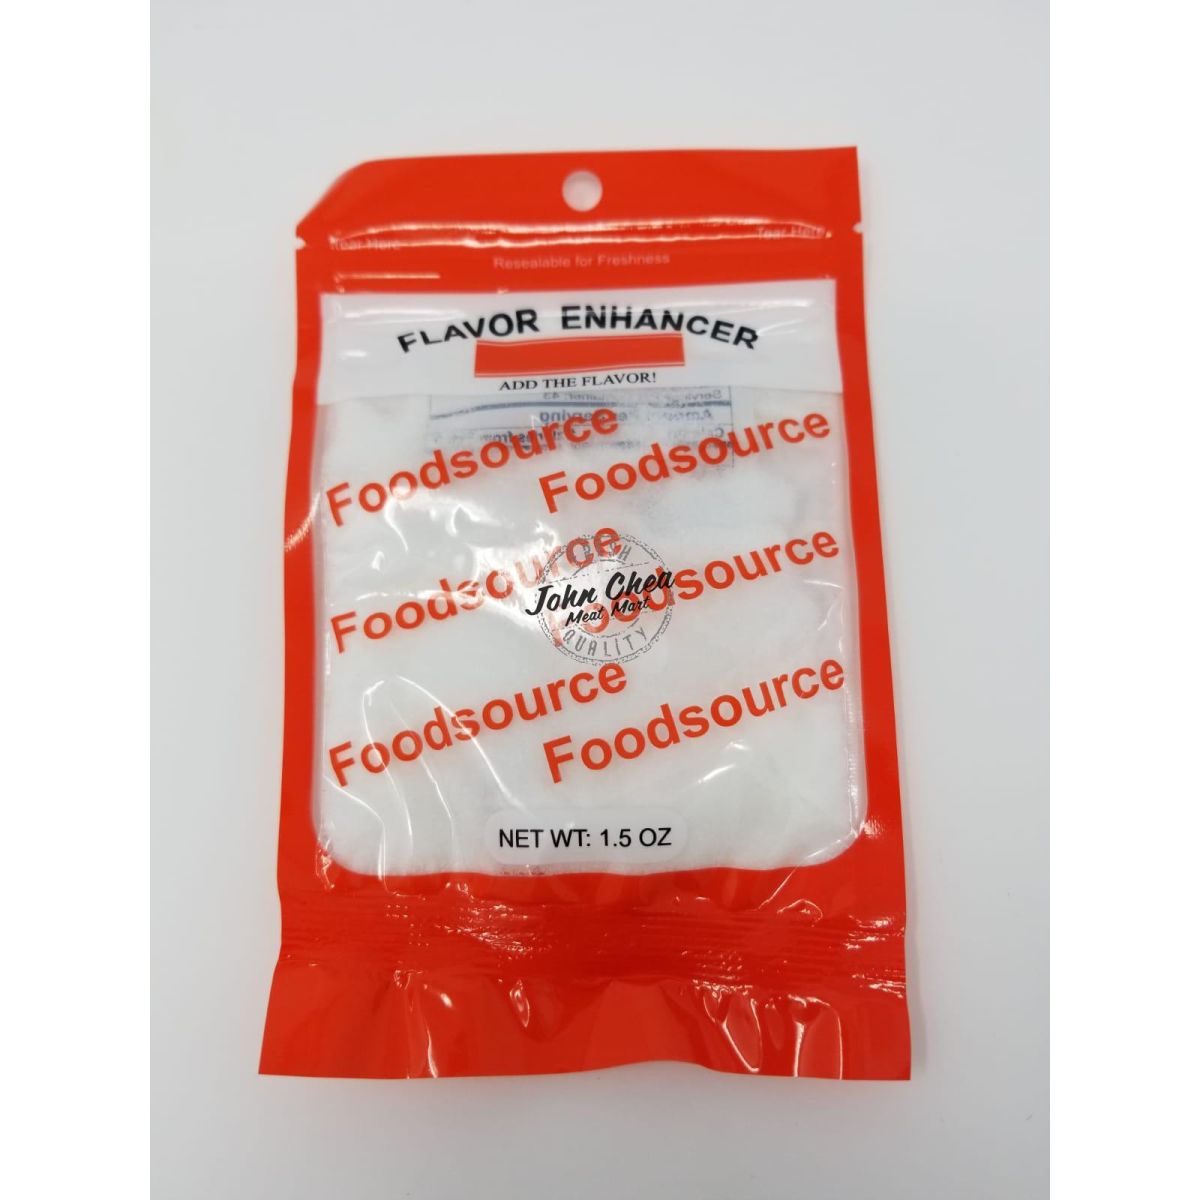 Tear Here
Tear Here
Resealable for Freshness
FLAVOR ENHANCER
ADD THE FLAVOR!
Foodsource
Foodsource
Foodsource
Foodsource
John Chea
Meat Mart
QUALITY
Foodsource
Foodsource
NET WT: 1.5 OZ